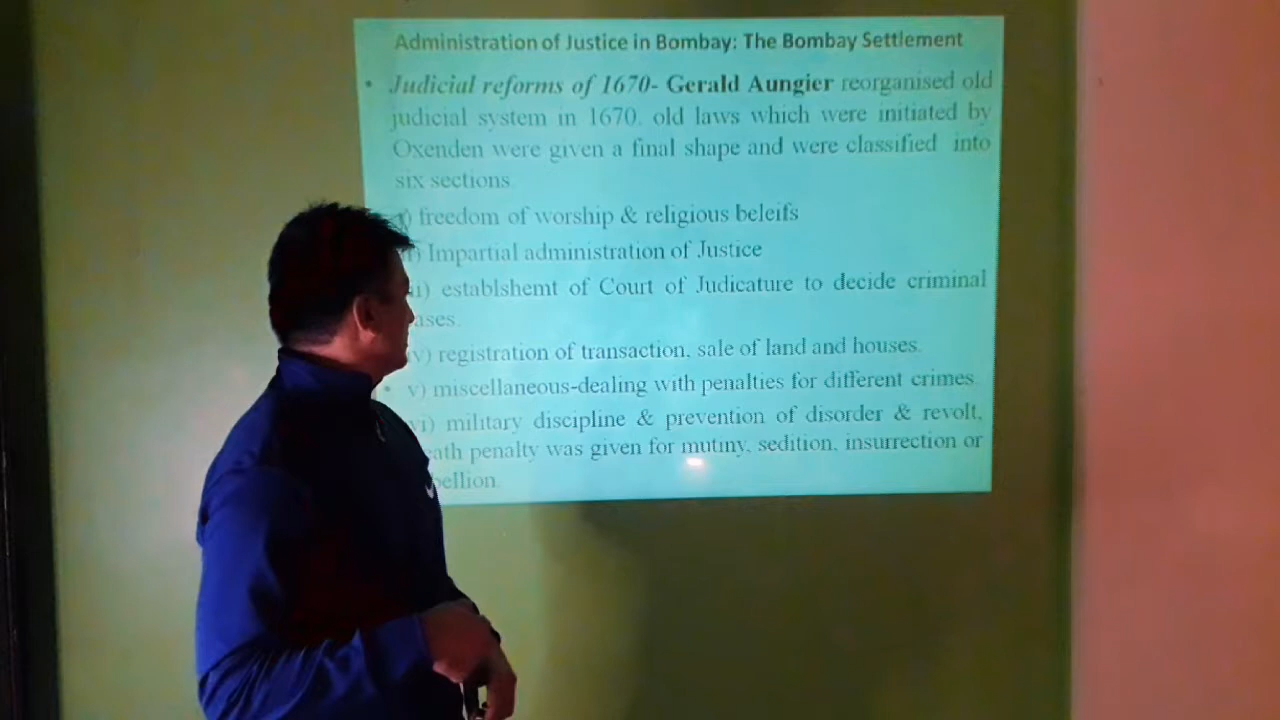 Administration of Justice in Bombay: The Bombay Settlement
• Judicial reforms of 1670- Gerald Aungier reorganised old
judicial system in 1670. old laws which were initiated by
Oxenden were given a final shape and were classified into
six sections.
) freedom of worship & religious beleifs
) Impartial administration of Justice
) establshemt of Court of Judicature to decide criminal
ases.
v) registration of transaction, sale of land and houses.
• v) miscellaneous-dealing with penalties for different crimes.
vi) military discipline & prevention of disorder & revolt,
ath penalty was given for mutiny, sedition, insurrection or
bellion.